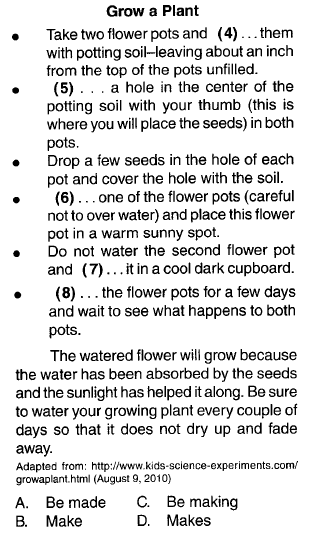 Grow a Plant
• Take two flower pots and (4) ... them
with potting soil–leaving about an inch
from the top of the pots unfilled.
• (5) . . . a hole in the center of the
potting soil with your thumb (this is
where you will place the seeds) in both
pots.
• Drop a few seeds in the hole of each
pot and cover the hole with the soil.
• (6) ... one of the flower pots (careful
not to over water) and place this flower
pot in a warm sunny spot.
• Do not water the second flower pot
and (7) ... it in a cool dark cupboard.
• (8) ... the flower pots for a few days
and wait to see what happens to both
pots.
The watered flower will grow because
the water has been absorbed by the seeds
and the sunlight has helped it along. Be sure
to water your growing plant every couple of
days so that it does not dry up and fade
away.
Adapted from: http://www.kids-science-experiments.com/
growaplant.html (August 9, 2010)
A. Be made C. Be making
B. Make D. Makes